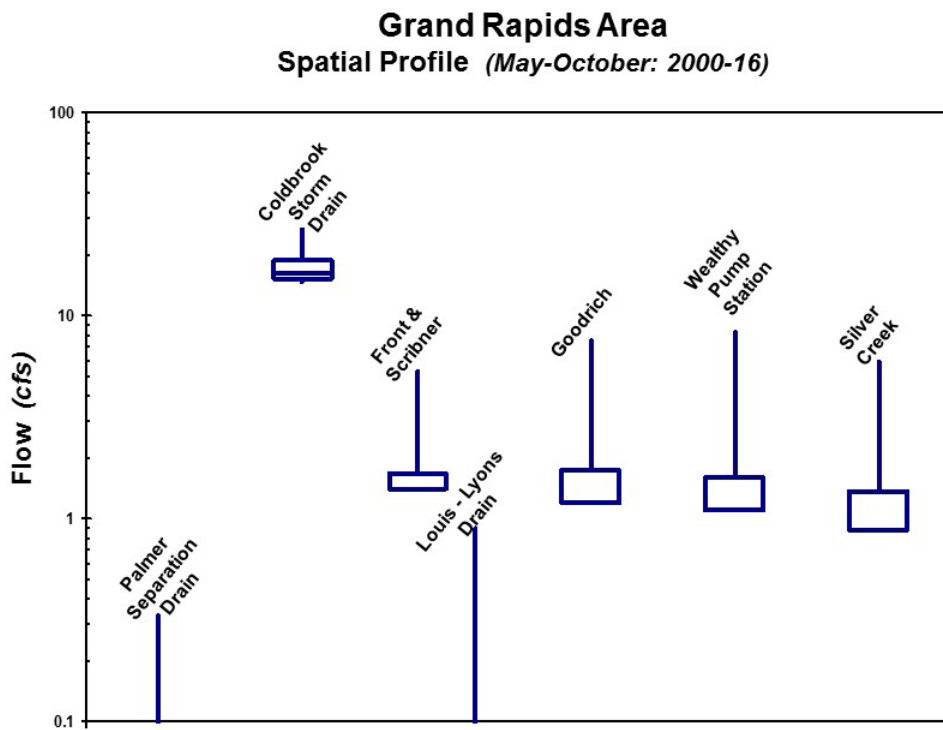 Grand Rapids Area
Spatial Profile (May-October: 2000-16)
100
10
1
0.1
Flow (cfs)
Palmer
Separation
Drain
Coldbrook
Storm
Drain
Front &
Scribner
Louis - Lyons
Drain
Goodrich
Wealthy
Pump
Station
Silver
Creek